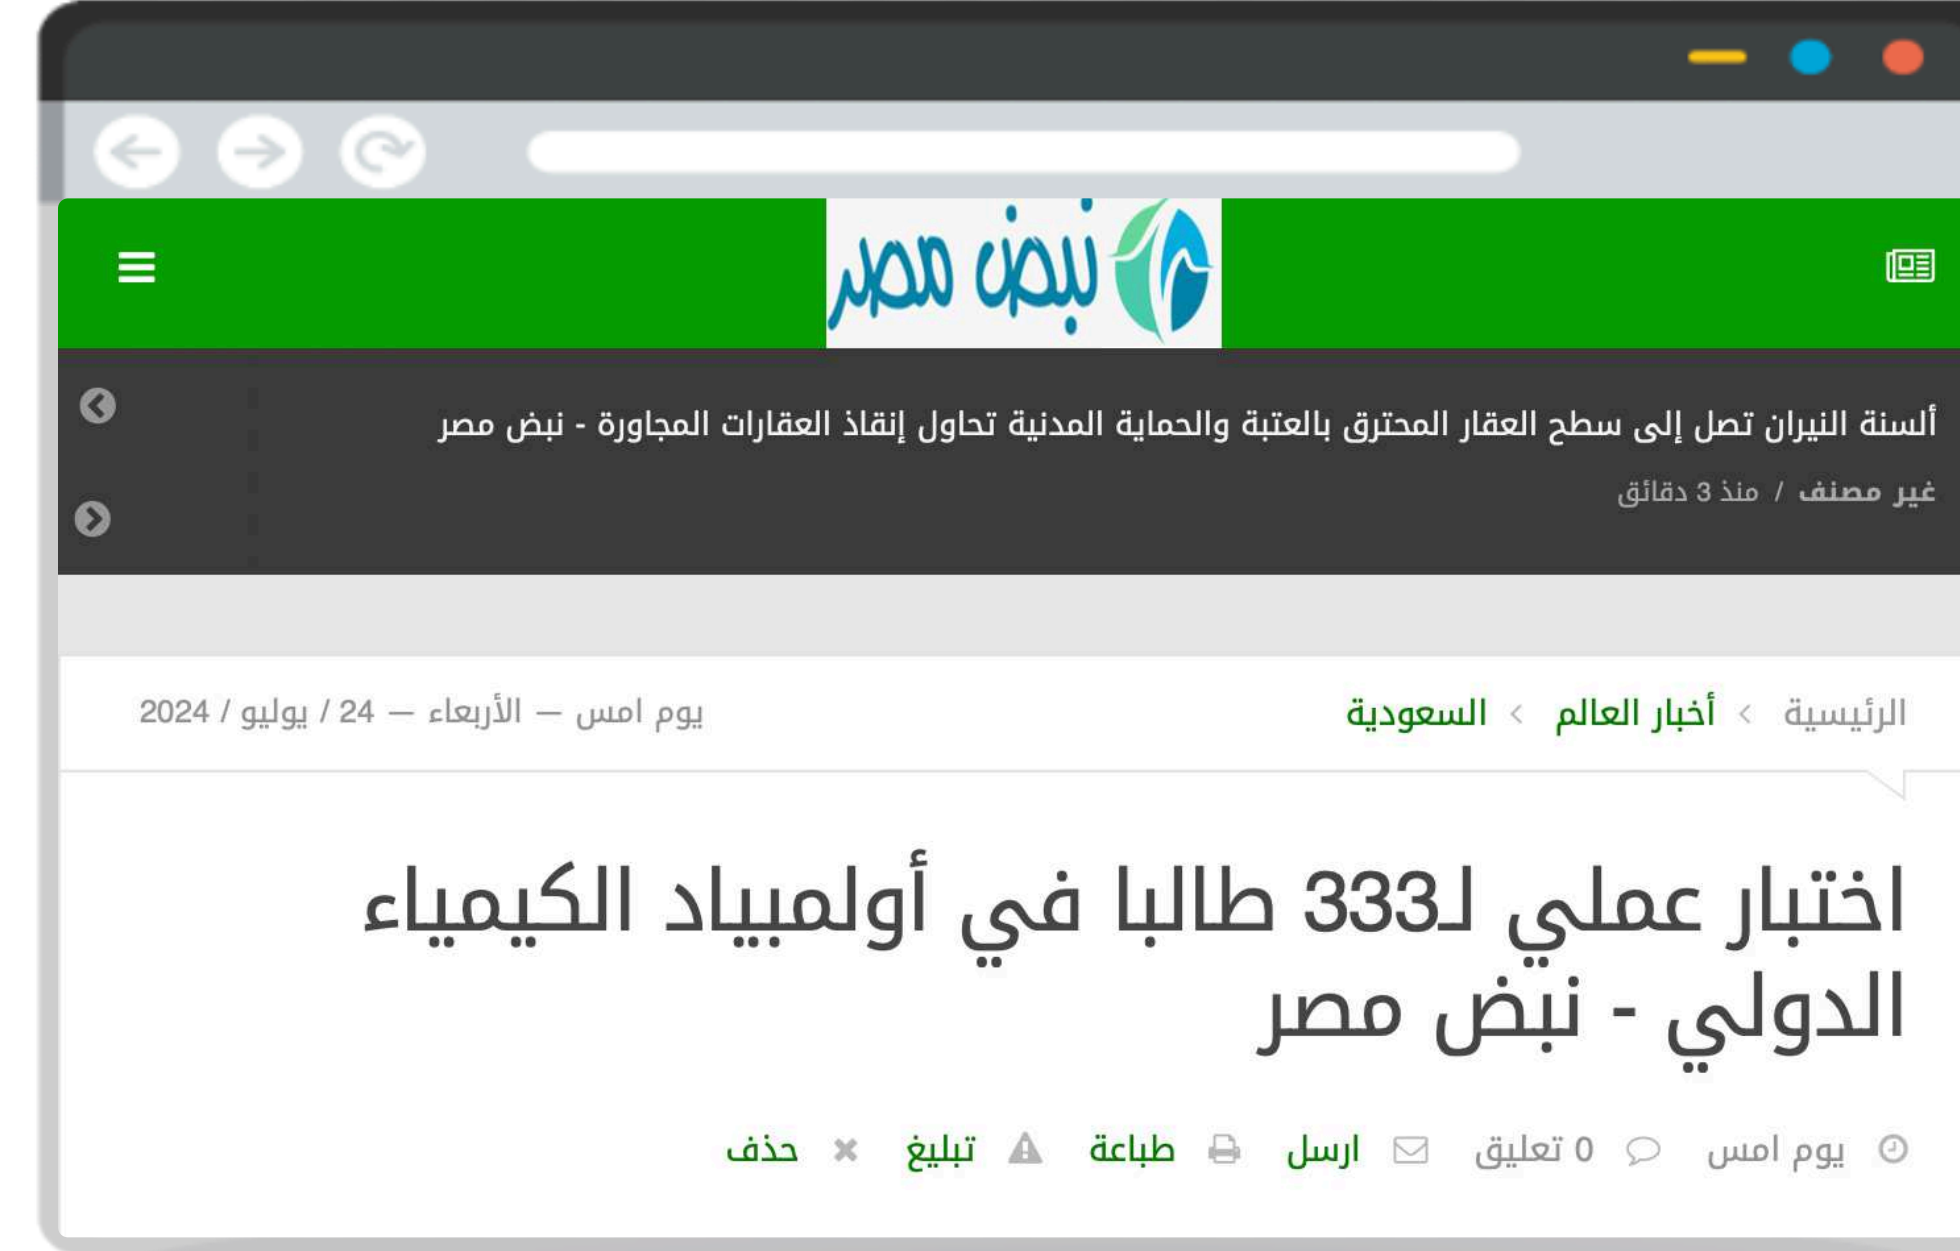 نبض مصر
ألسنة النيران تصل إلى سطح العقار المحترق بالعتبة والحماية المدنية تحاول إنقاذ العقارات المجاورة - نبض مصر
غير مصنف / منذ 3 دقائق
الرئيسية › أخبار العالم › السعودية
يوم امس — الأربعاء — 24 / يوليو / 2024
اختبار عملي لـ333 طالبا في أولمبياد الكيمياء
الدولي - نبض مصر
يوم امس 0 تعليق ارسل طباعة تبليغ حذف